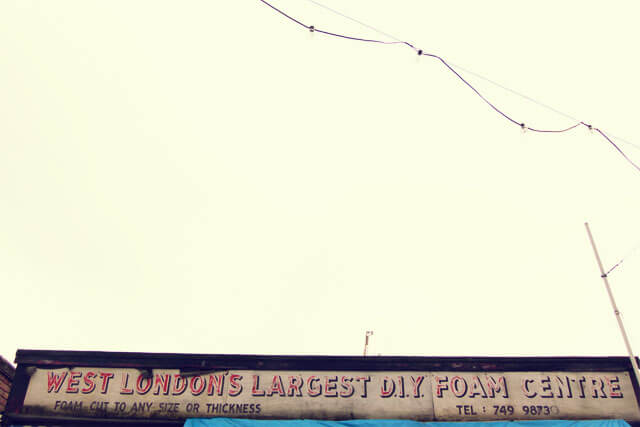 WEST LONDON'S LARGEST D.I.Y. FOAM CENTRE
FOAM CUT TO ANY SIZE OR THICKNESS TEL : 749 9873